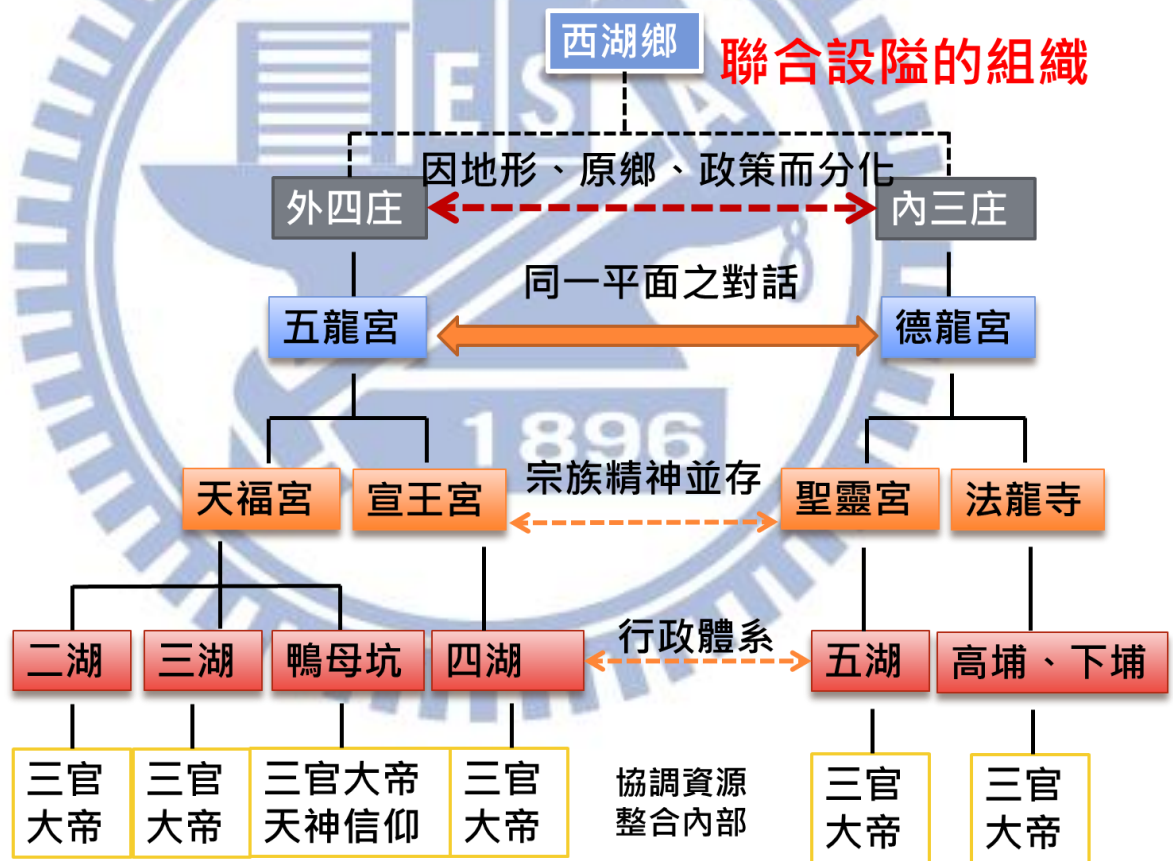 西湖鄉
聯合設隘的組織
因地形、原鄉、政策而分化
外四庄
內三庄
同一平面之對話
五龍宮
德龍宮
1896
天福宮
宣王宮
宗族精神並存
聖靈宮
法龍寺
二湖
三湖
鴨母坑
四湖
行政體系
五湖
高埔、下埔
三官
大帝
三官
大帝
三官大帝
天神信仰
三官
大帝
協調資源
整合內部
三官
大帝
三官
大帝
E S A
8